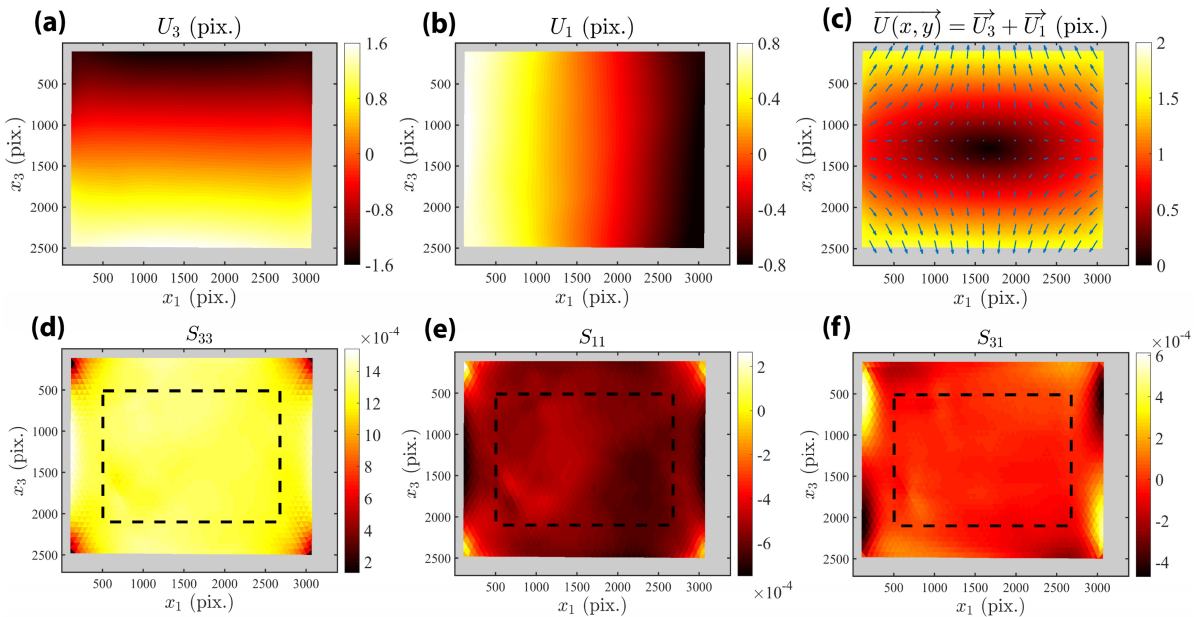 (a)
U₃ (pix.)
500
1000
1500
2000
2500
x₃ (pix.)
500 1000 1500 2000 2500 3000
x₁ (pix.)
1.6
0.8
0
-0.8
-1.6
(b)
U₁ (pix.)
500
1000
1500
2000
2500
x₃ (pix.)
500 1000 1500 2000 2500 3000
x₁ (pix.)
0.8
0.4
0
-0.4
-0.8
(c)
U(x, y) = U₃ + U₁ (pix.)
500
1000
1500
2000
2500
x₃ (pix.)
500 1000 1500 2000 2500 3000
x₁ (pix.)
2
1.5
1
0.5
0
(d)
S₃₃
500
1000
1500
2000
2500
x₃ (pix.)
500 1000 1500 2000 2500 3000
x₁ (pix.)
×10⁻⁴
14
12
10
8
6
4
2
(e)
S₁₁
500
1000
1500
2000
2500
x₃ (pix.)
500 1000 1500 2000 2500 3000
x₁ (pix.)
2
0
-2
-4
-6
×10⁻⁴
(f)
S₃₁
500
1000
1500
2000
2500
x₃ (pix.)
500 1000 1500 2000 2500 3000
x₁ (pix.)
×10⁻⁴
6
4
2
0
-2
-4